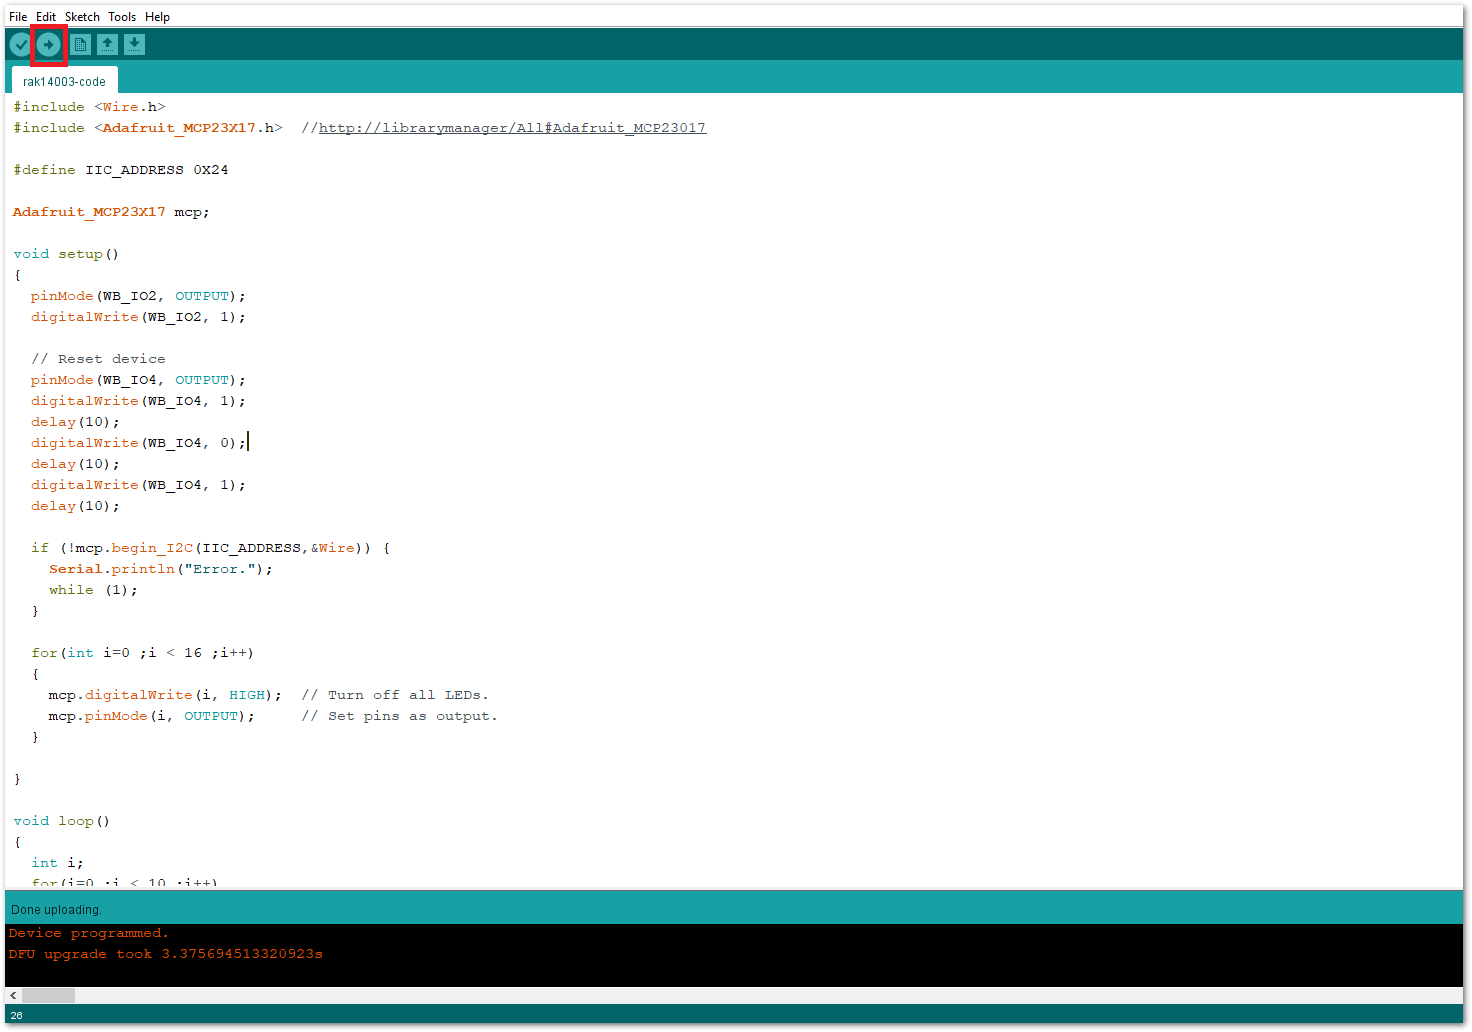 File Edit Sketch Tools Help
rak14003-code
#include <Wire.h>
#include <Adafruit_MCP23X17.h>  //http://librarymanager/All#Adafruit_MCP23017
#define IIC_ADDRESS 0X24
Adafruit_MCP23X17 mcp;
void setup()
{
  pinMode(WB_IO2, OUTPUT);
  digitalWrite(WB_IO2, 1);
  // Reset device
  pinMode(WB_IO4, OUTPUT);
  digitalWrite(WB_IO4, 1);
  delay(10);
  digitalWrite(WB_IO4, 0);
  delay(10);
  digitalWrite(WB_IO4, 1);
  delay(10);
  if (!mcp.begin_I2C(IIC_ADDRESS,&Wire)) {
    Serial.println("Error.");
    while (1);
  }
  for(int i=0 ;i < 16 ;i++)
  {
    mcp.digitalWrite(i, HIGH);  // Turn off all LEDs.
    mcp.pinMode(i, OUTPUT);     // Set pins as output.
  }
}
void loop()
{
  int i;
  for(i=0 ;i < 10 ;i++)
Done uploading.
Device programmed.
DFU upgrade took 3.375694513320923s
26